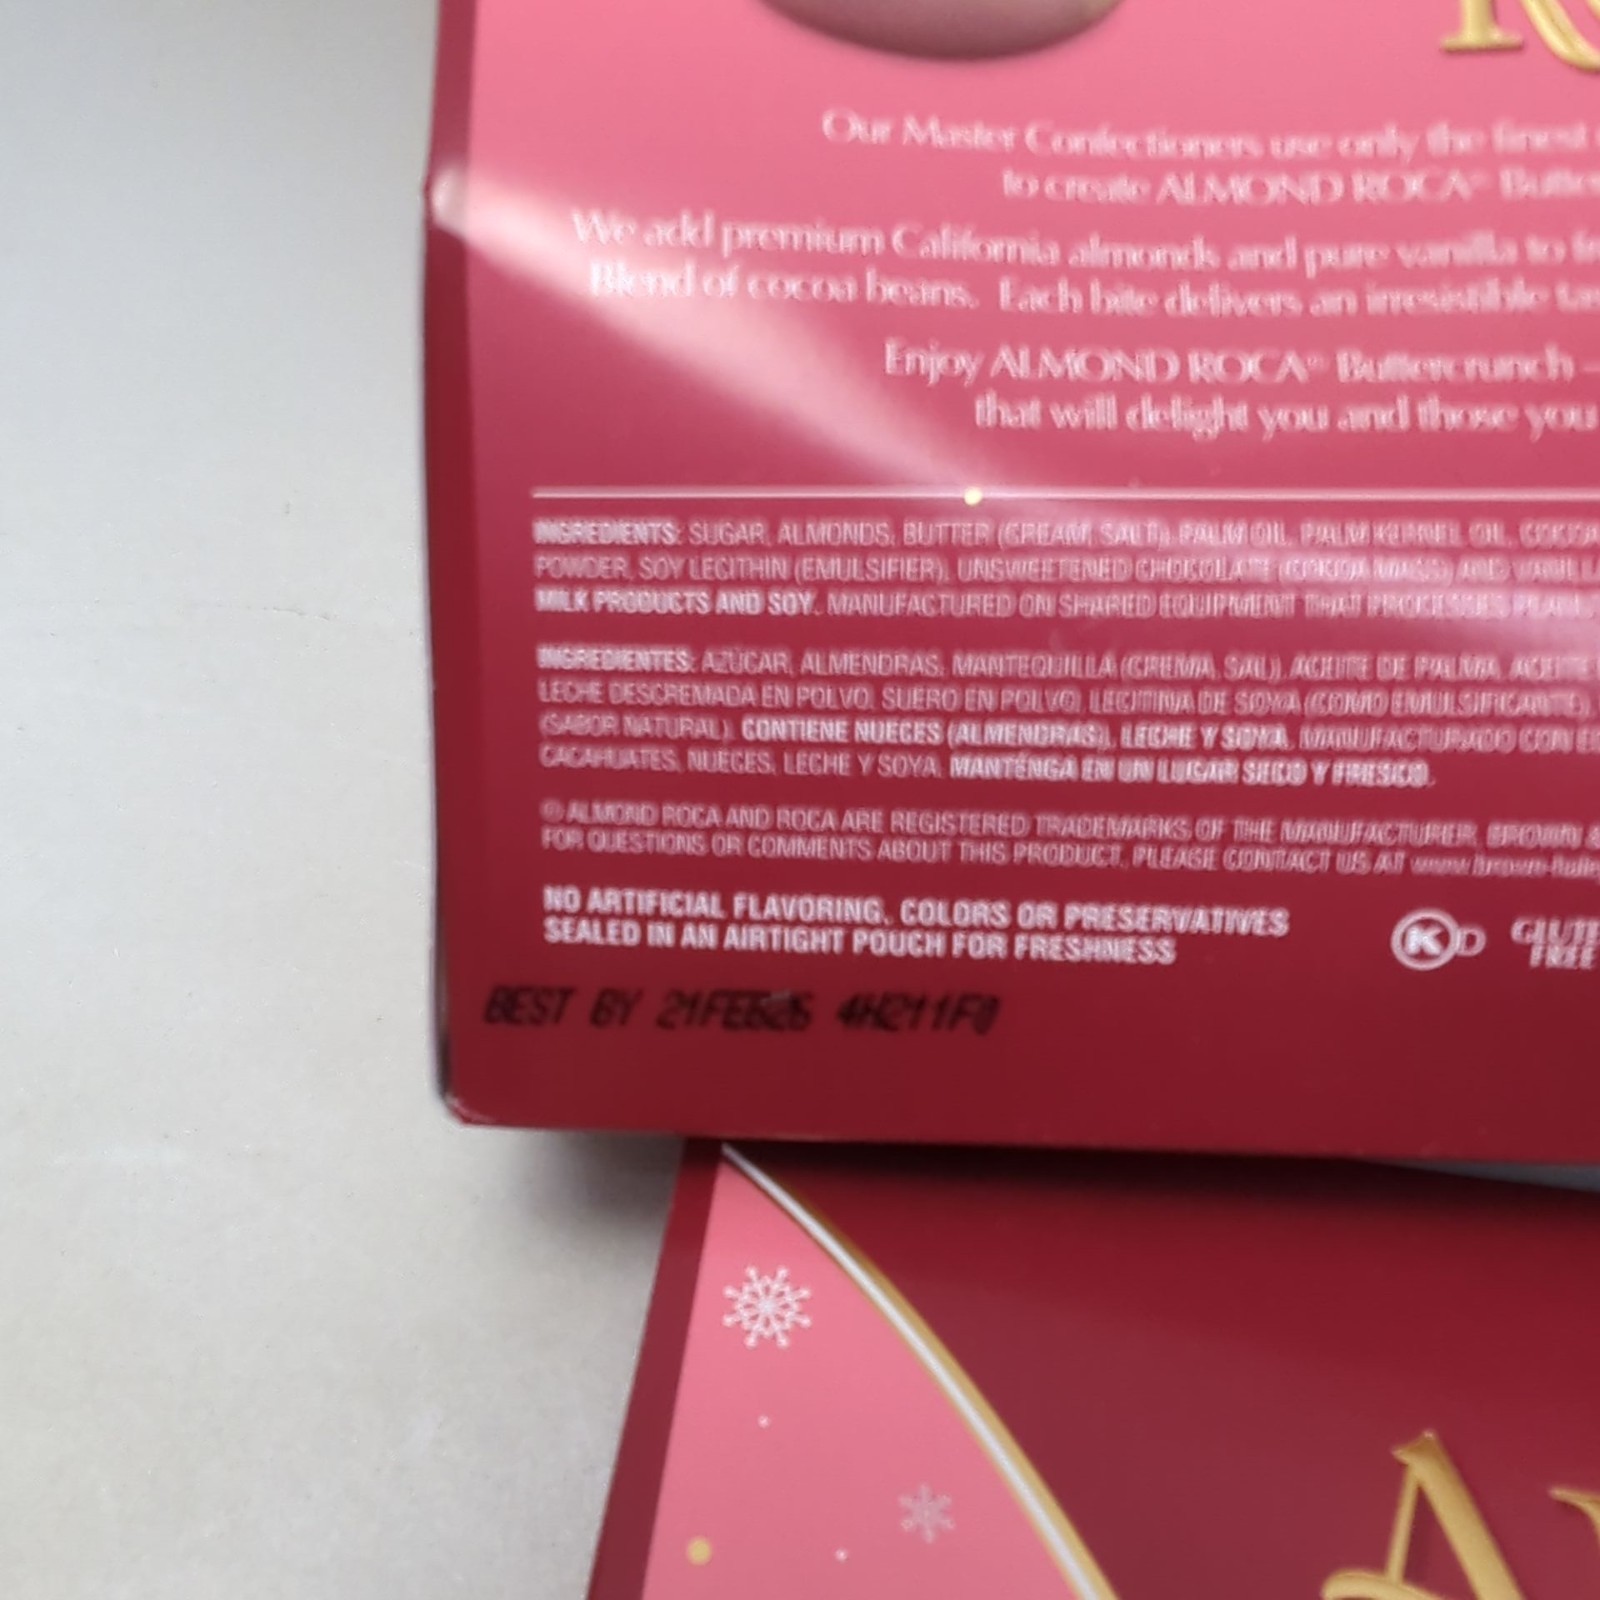 Our Master Confectioners use only the finest
to create ALMOND ROCA®
We add premium California almonds and pure vanilla to
Blend of cocoa beans. Each bite delivers an irresistible
Enjoy ALMOND ROCA® Buttercrunch –
that will delight you and those you
INGREDIENTS: SUGAR, ALMONDS, BUTTER (CREAM, SALT), PALM OIL, PALM KERNEL OIL,
POWDER, SOY LECITHIN (EMULSIFIER), UNSWEETENED CHOCOLATE (COCOA MASS) AND
MILK PRODUCTS AND SOY. MANUFACTURED ON SHARED EQUIPMENT THAT PROCESSES
INGREDIENTES: AZÚCAR, ALMENDRAS, MANTEQUILLA (CREMA, SAL), ACEITE DE PALMA, ACEITE
LECHE DESCREMADA EN POLVO, SUERO EN POLVO, LECITINA DE SOYA (COMO EMULSIFICANTE),
(SABOR NATURAL). CONTIENE NUECES (ALMENDRAS), LECHE Y SOYA. MANUFACTURADO CON
CACAHUATES, NUECES, LECHE Y SOYA. MANTÉNGA EN UN LUGAR SECO Y FRESCO.
® ALMOND ROCA AND ROCA ARE REGISTERED TRADEMARKS OF THE MANUFACTURER, BROWN &
FOR QUESTIONS OR COMMENTS ABOUT THIS PRODUCT, PLEASE CONTACT US AT
NO ARTIFICIAL FLAVORING, COLORS OR PRESERVATIVES
SEALED IN AN AIRTIGHT POUCH FOR FRESHNESS
K D
FREE
BEST BY 21FEB26 4H211F0